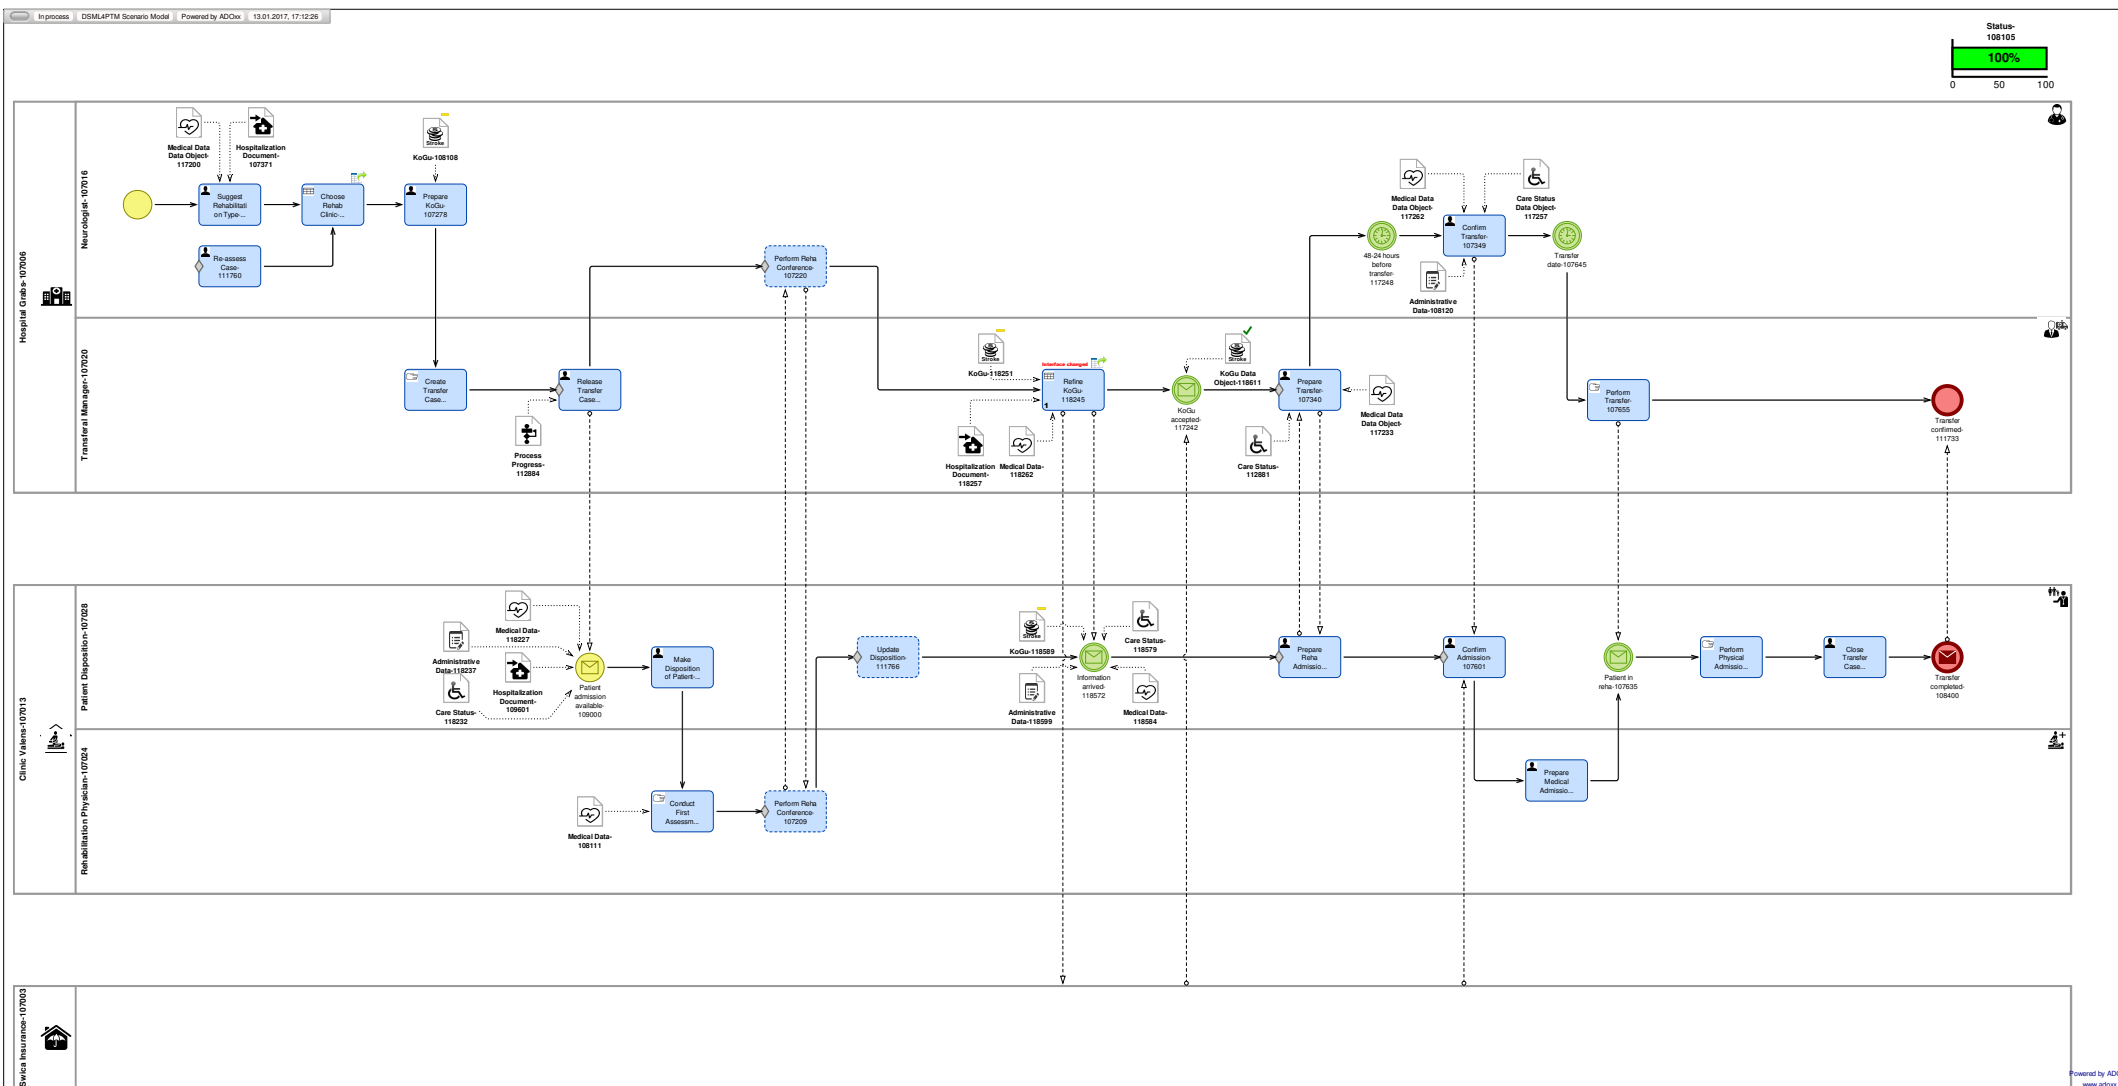 In process DSML4PTM Scenario Model Powered by ADOxx 13.01.2017, 17:12:26
Status-
108105
100%
0 50 100
Hospital Grabs-107006
Neurologist-107016
Medical Data
Data Object-
117200
Hospitalization
Document-
107371
KoGu-108108
Stroke
Suggest
Rehabilitati
on Type-...
Choose
Rehab
Clinic-...
Prepare
KoGu-
107278
Re-assess
Case-
111760
Perform Reha
Conference-
107220
48-24 hours
before
transfer-
117248
Medical Data
Data Object-
117262
Care Status
Data Object-
117257
Confirm
Transfer-
107349
Administrative
Data-108120
Transfer
date-107645
Transferal Manager-107020
Create
Transfer
Case...
Release
Transfer
Case...
Process
Progress-
112884
Stroke
KoGu-118251
Interface changed
Refine
KoGu-
118245
1
Hospitalization
Document-
118257
Medical Data-
118262
KoGu
accepted-
117242
Stroke
KoGu Data
Object-118611
Prepare
Transfer-
107340
Medical Data
Data Object-
117233
Care Status-
112881
Perform
Transfer-
107655
Transfer
confirmed-
111733
Clinic Valens-107013
Patient Disposition-107028
Medical Data-
118227
Administrative
Data-118237
Hospitalization
Document-
109601
Care Status-
118232
Patient
admission
available-
109000
Make
Disposition
of Patient-...
Update
Disposition-
111766
Stroke
KoGu-118589
Care Status-
118579
Information
arrived-
118572
Administrative
Data-118599
Medical Data-
118584
Prepare
Reha
Admissio...
Confirm
Admission-
107601
Patient in
reha-107635
Perform
Physical
Admissio...
Close
Transfer
Case...
Transfer
completed-
108400
Rehabilitation Physician-107024
Medical Data-
108111
Conduct
First
Assessm...
Perform Reha
Conference-
107209
Prepare
Medical
Admissio...
Swica Insurance-107003
Powered by ADO
www.adoxx